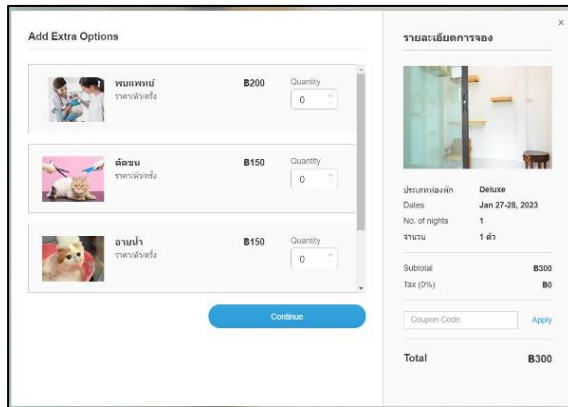 Add Extra Options
พบแพทย์
฿200
Quantity
ราคา/ตัว/ครั้ง
0
ตัดขน
฿150
Quantity
ราคา/ตัว/ครั้ง
0
อาบน้ำ
฿150
Quantity
ราคา/ตัว/ครั้ง
0
Continue
×
รายละเอียดการจอง
ประเภทห้องพัก Deluxe
Dates Jan 27-28, 2023
No. of nights 1
จำนวน 1 ตัว
Subtotal ฿300
Tax (0%) ฿0
Coupon Code Apply
Total ฿300